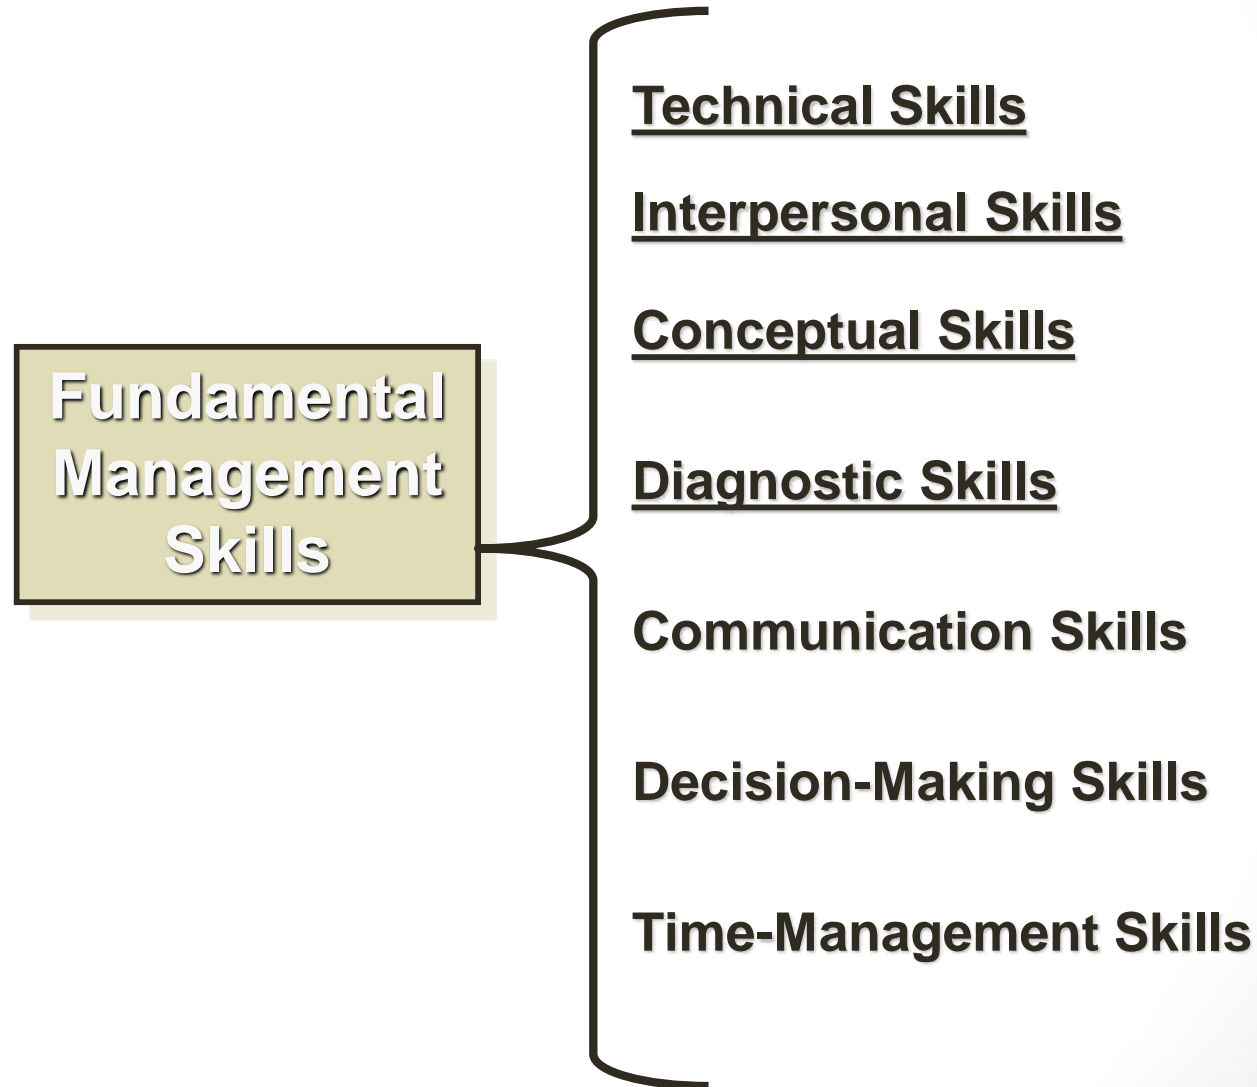 Fundamental
Management
Skills
Technical Skills
Interpersonal Skills
Conceptual Skills
Diagnostic Skills
Communication Skills
Decision-Making Skills
Time-Management Skills